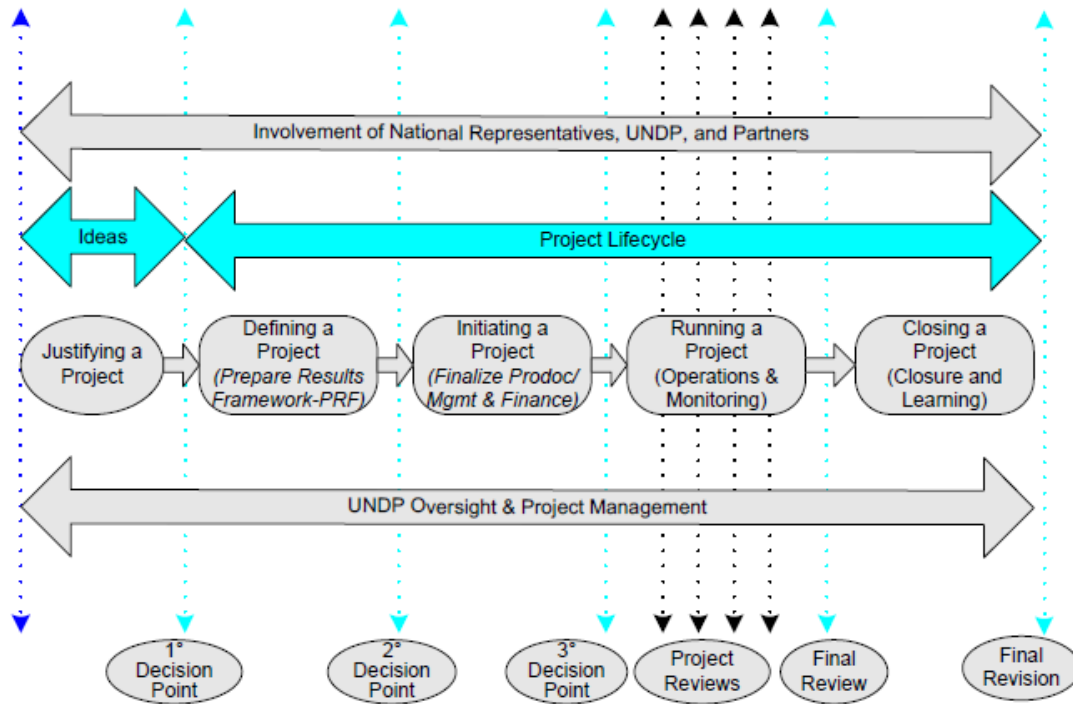 Involvement of National Representatives, UNDP, and Partners
Ideas
Project Lifecycle
Justifying a
Project
Defining a
Project
(Prepare Results
Framework-PRF)
Initiating a
Project
(Finalize Prodoc/
Mgmt & Finance)
Running a
Project
(Operations &
Monitoring)
Closing a
Project
(Closure and
Learning)
UNDP Oversight & Project Management
1°
Decision
Point
2°
Decision
Point
3°
Decision
Point
Project
Reviews
Final
Review
Final
Revision